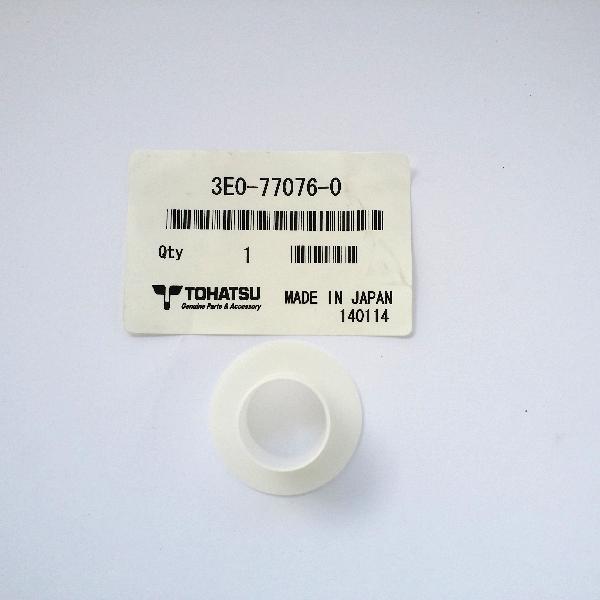 3E0-77076-0
Qty 1
TOHATSU
Genuine Parts & Accessory
MADE IN JAPAN
140114